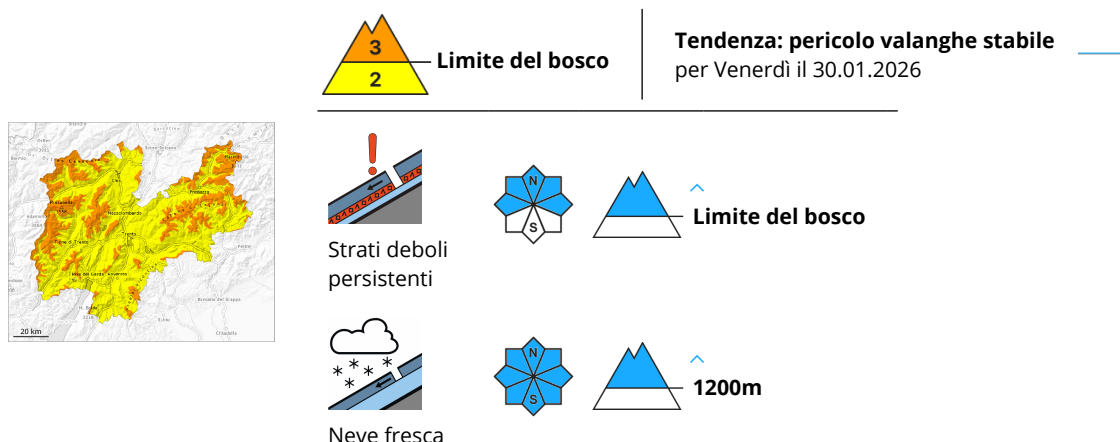 3
2
Limite del bosco
Tendenza: pericolo valanghe stabile
per Venerdì il 30.01.2026
Trento
20 km
N
S
Limite del bosco
Strati deboli
persistenti
N
S
1200m
Neve fresca